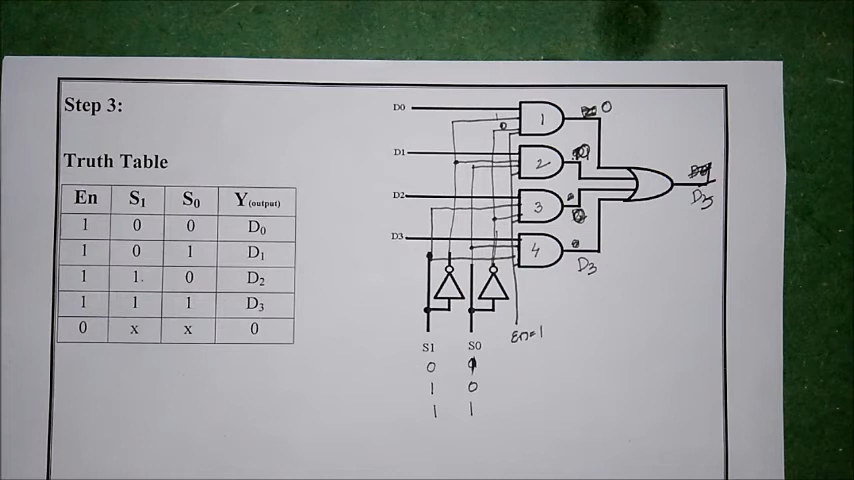 Step 3:
Truth Table
En S1 S0 Y(output)
1 0 0 D0
1 0 1 D1
1 1. 0 D2
1 1 1 D3
0 x x 0
D0
D1
D2
D3
1
2
3
4
0
D3
D3
En=1
S1 S0
0
1 0
1 1